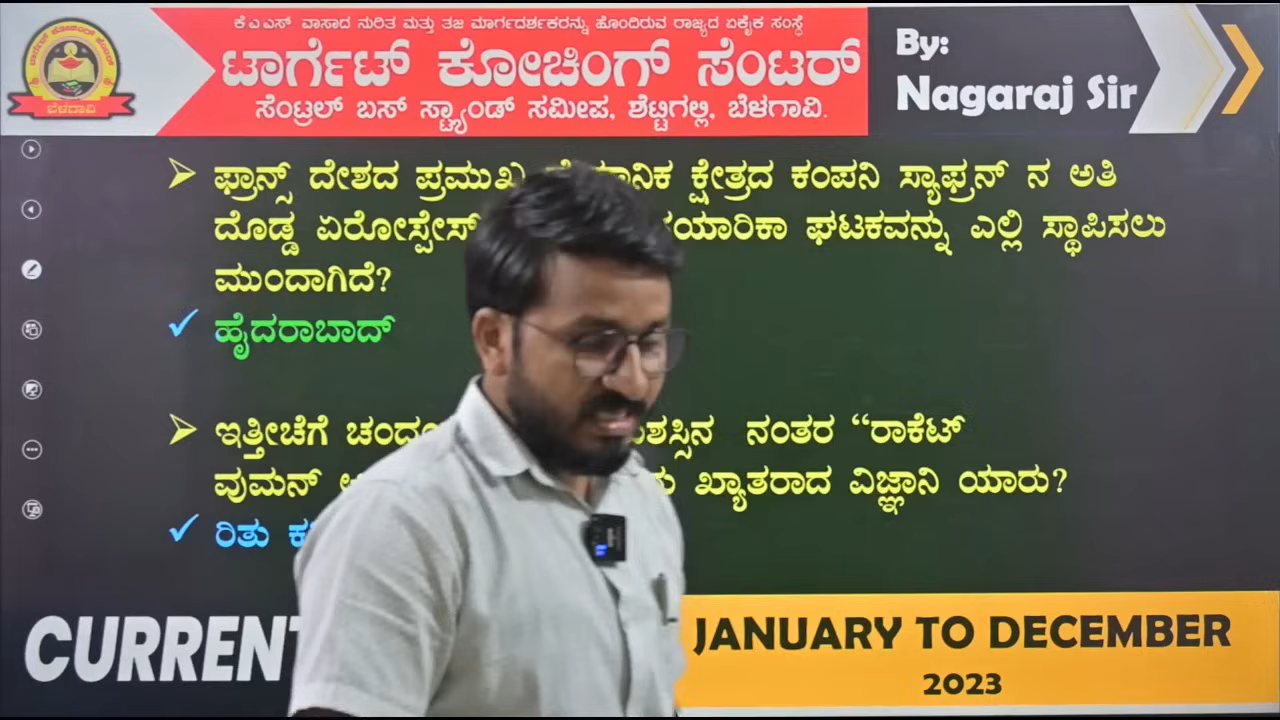 ಕೆ ಎ ಎಸ್ ವಾಸಾದ ನುರಿತ ಮತ್ತು ತಜ್ಞ ಮಾರ್ಗದರ್ಶಕರನ್ನು ಹೊಂದಿರುವ ರಾಜ್ಯದ ಏಕೈಕ ಸಂಸ್ಥೆ
ಟಾರ್ಗೆಟ್ ಕೋಚಿಂಗ್ ಸೆಂಟರ್
ಸೆಂಟ್ರಲ್ ಬಸ್ ಸ್ಟ್ಯಾಂಡ್ ಸಮೀಪ, ಶೆಟ್ಟಿಗಲ್ಲಿ, ಬೆಳಗಾವಿ.
ಬೆಳಗಾವಿ
By:
Nagaraj Sir
ಫ್ರಾನ್ಸ್ ದೇಶದ ಪ್ರಮುಖ ಕ್ಷೇತ್ರದ ಕಂಪನಿ ಸ್ಯಾಫ್ರನ್ ನ ಅತಿ
ದೊಡ್ಡ ಏರೋಸ್ಪೇಸ್ ಘಟಕವನ್ನು ಎಲ್ಲಿ ಸ್ಥಾಪಿಸಲು
ಮುಂದಾಗಿದೆ?
ಹೈದರಾಬಾದ್
ಇತ್ತೀಚೆಗೆ ನಂತರ “ರಾಕೆಟ್
ವುಮನ್ ಖ್ಯಾತರಾದ ವಿಜ್ಞಾನಿ ಯಾರು?
ರಿತು
CURRENT
JANUARY TO DECEMBER
2023